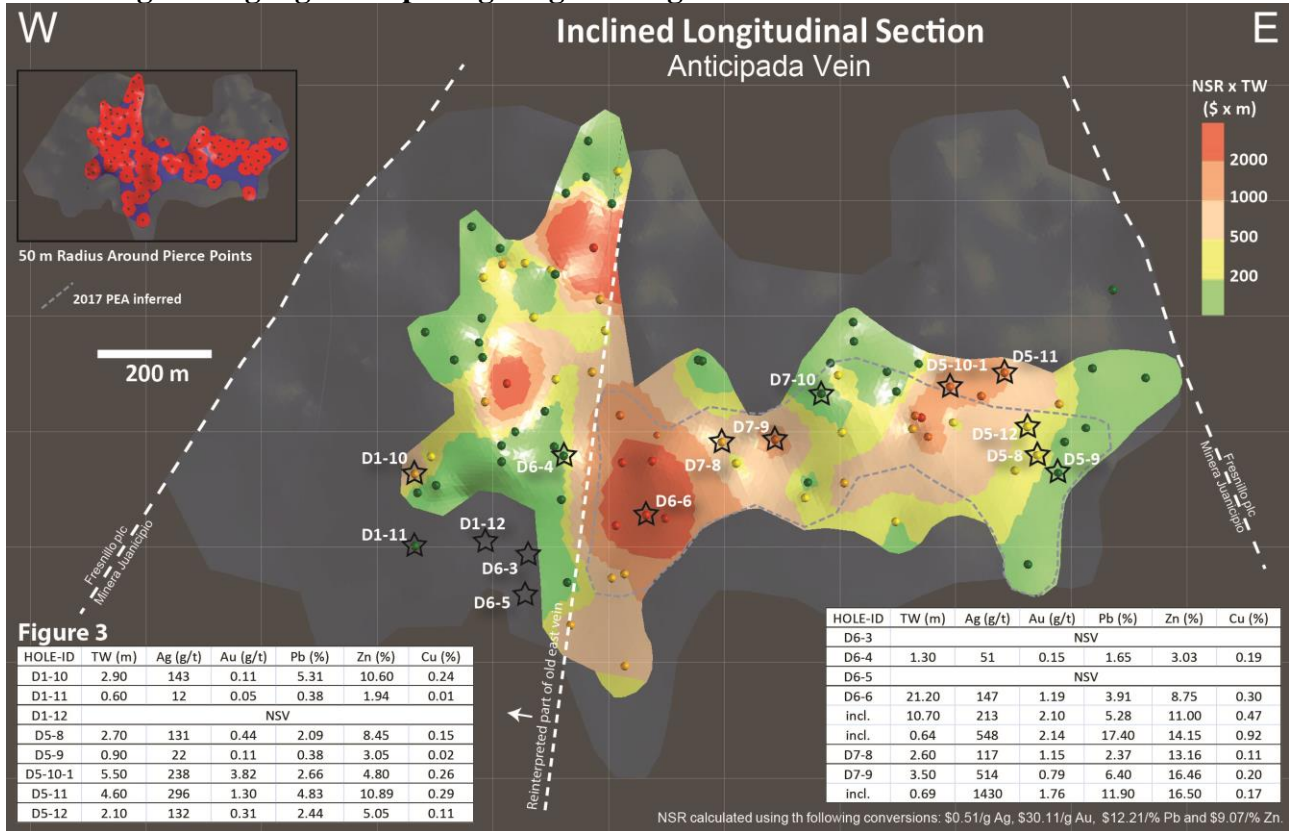 W
Inclined Longitudinal Section
E
Anticipada Vein
NSR x TW
($ x m)
2000
1000
500
200
50 m Radius Around Pierce Points
2017 PEA inferred
200 m
D5-10-1
D5-11
D7-10
D7-9
D5-12
D7-8
D5-8
D5-9
D6-4
D1-10
D6-6
D1-12
D1-11
D6-3
D6-5
Fresnillo plc
Minera Juanicipio
Fresnillo plc
Minera Juanicipio
Reinterpreted part of old east vein
Figure 3
HOLE-ID TW (m) Ag (g/t) Au (g/t) Pb (%) Zn (%) Cu (%)
D1-10 2.90 143 0.11 5.31 10.60 0.24
D1-11 0.60 12 0.05 0.38 1.94 0.01
D1-12 NSV
D5-8 2.70 131 0.44 2.09 8.45 0.15
D5-9 0.90 22 0.11 0.38 3.05 0.02
D5-10-1 5.50 238 3.82 2.66 4.80 0.26
D5-11 4.60 296 1.30 4.83 10.89 0.29
D5-12 2.10 132 0.31 2.44 5.05 0.11
HOLE-ID TW (m) Ag (g/t) Au (g/t) Pb (%) Zn (%) Cu (%)
D6-3 NSV
D6-4 1.30 51 0.15 1.65 3.03 0.19
D6-5 NSV
D6-6 21.20 147 1.19 3.91 8.75 0.30
incl. 10.70 213 2.10 5.28 11.00 0.47
incl. 0.64 548 2.14 17.40 14.15 0.92
D7-8 2.60 117 1.15 2.37 13.16 0.11
D7-9 3.50 514 0.79 6.40 16.46 0.20
incl. 0.69 1430 1.76 11.90 16.50 0.17
NSR calculated using th following conversions: $0.51/g Ag, $30.11/g Au, $12.21/% Pb and $9.07/% Zn.